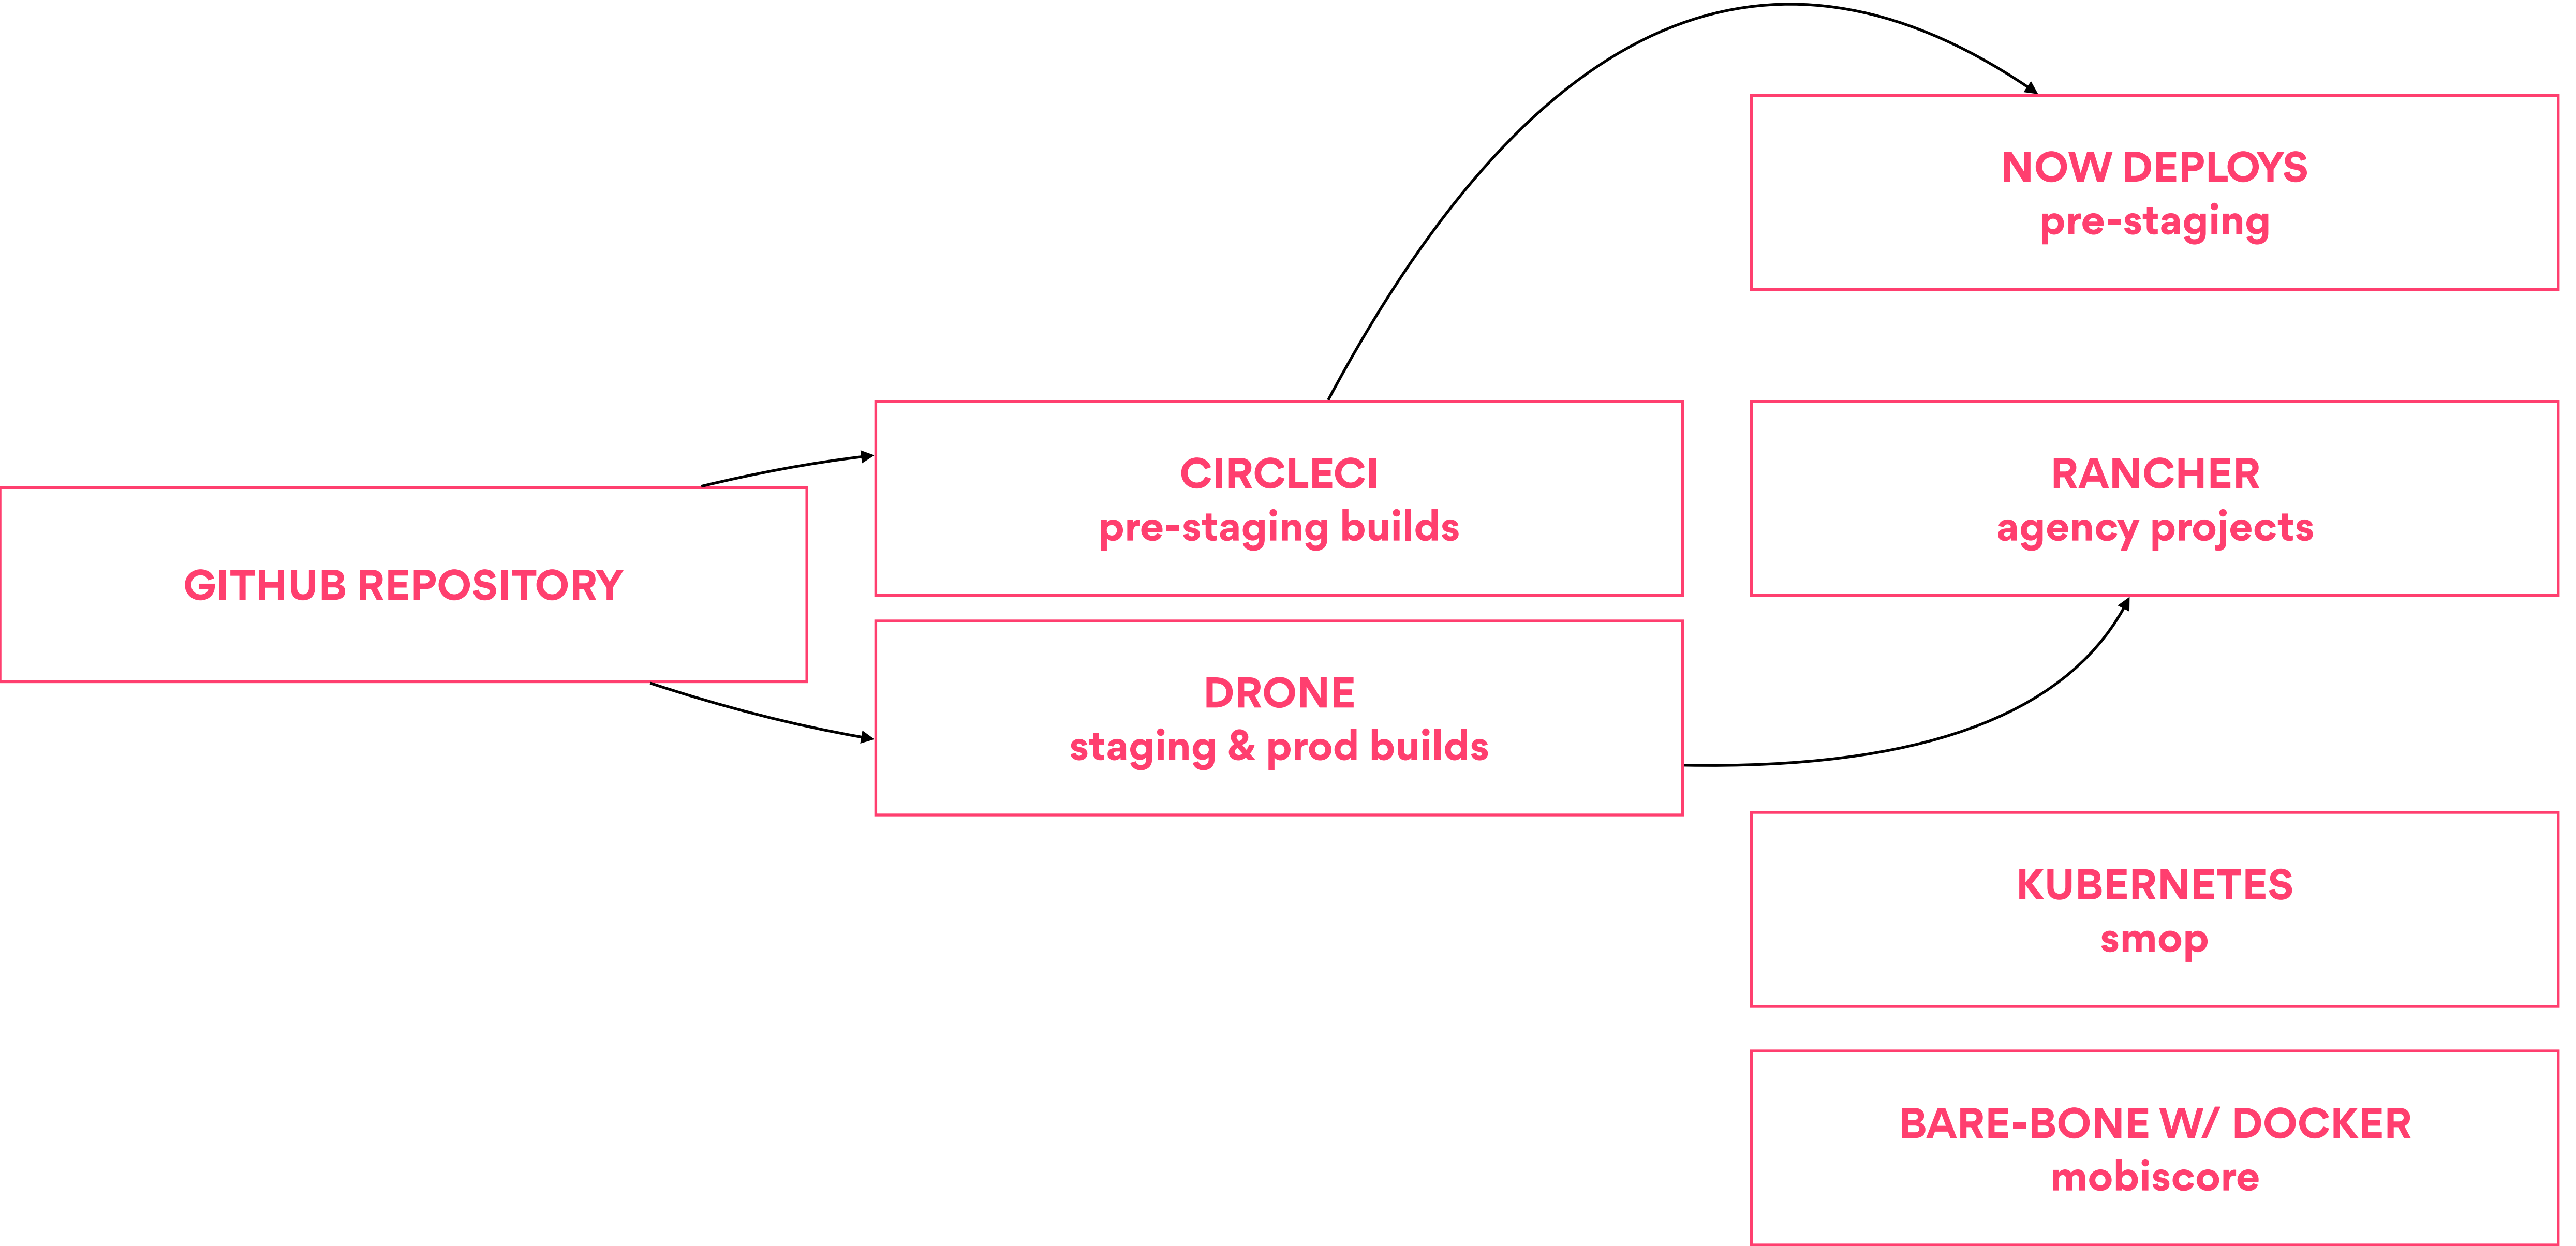 GITHUB REPOSITORY
CIRCLECI
pre-staging builds
DRONE
staging & prod builds
NOW DEPLOYS
pre-staging
RANCHER
agency projects
KUBERNETES
smop
BARE-BONE W/ DOCKER
mobiscore